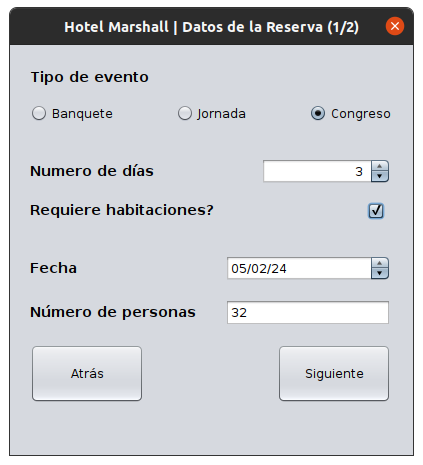 Hotel Marshall | Datos de la Reserva (1/2)
Tipo de evento
Banquete Jornada Congreso
Numero de días 3
Requiere habitaciones?
Fecha 05/02/24
Número de personas 32
Atrás Siguiente